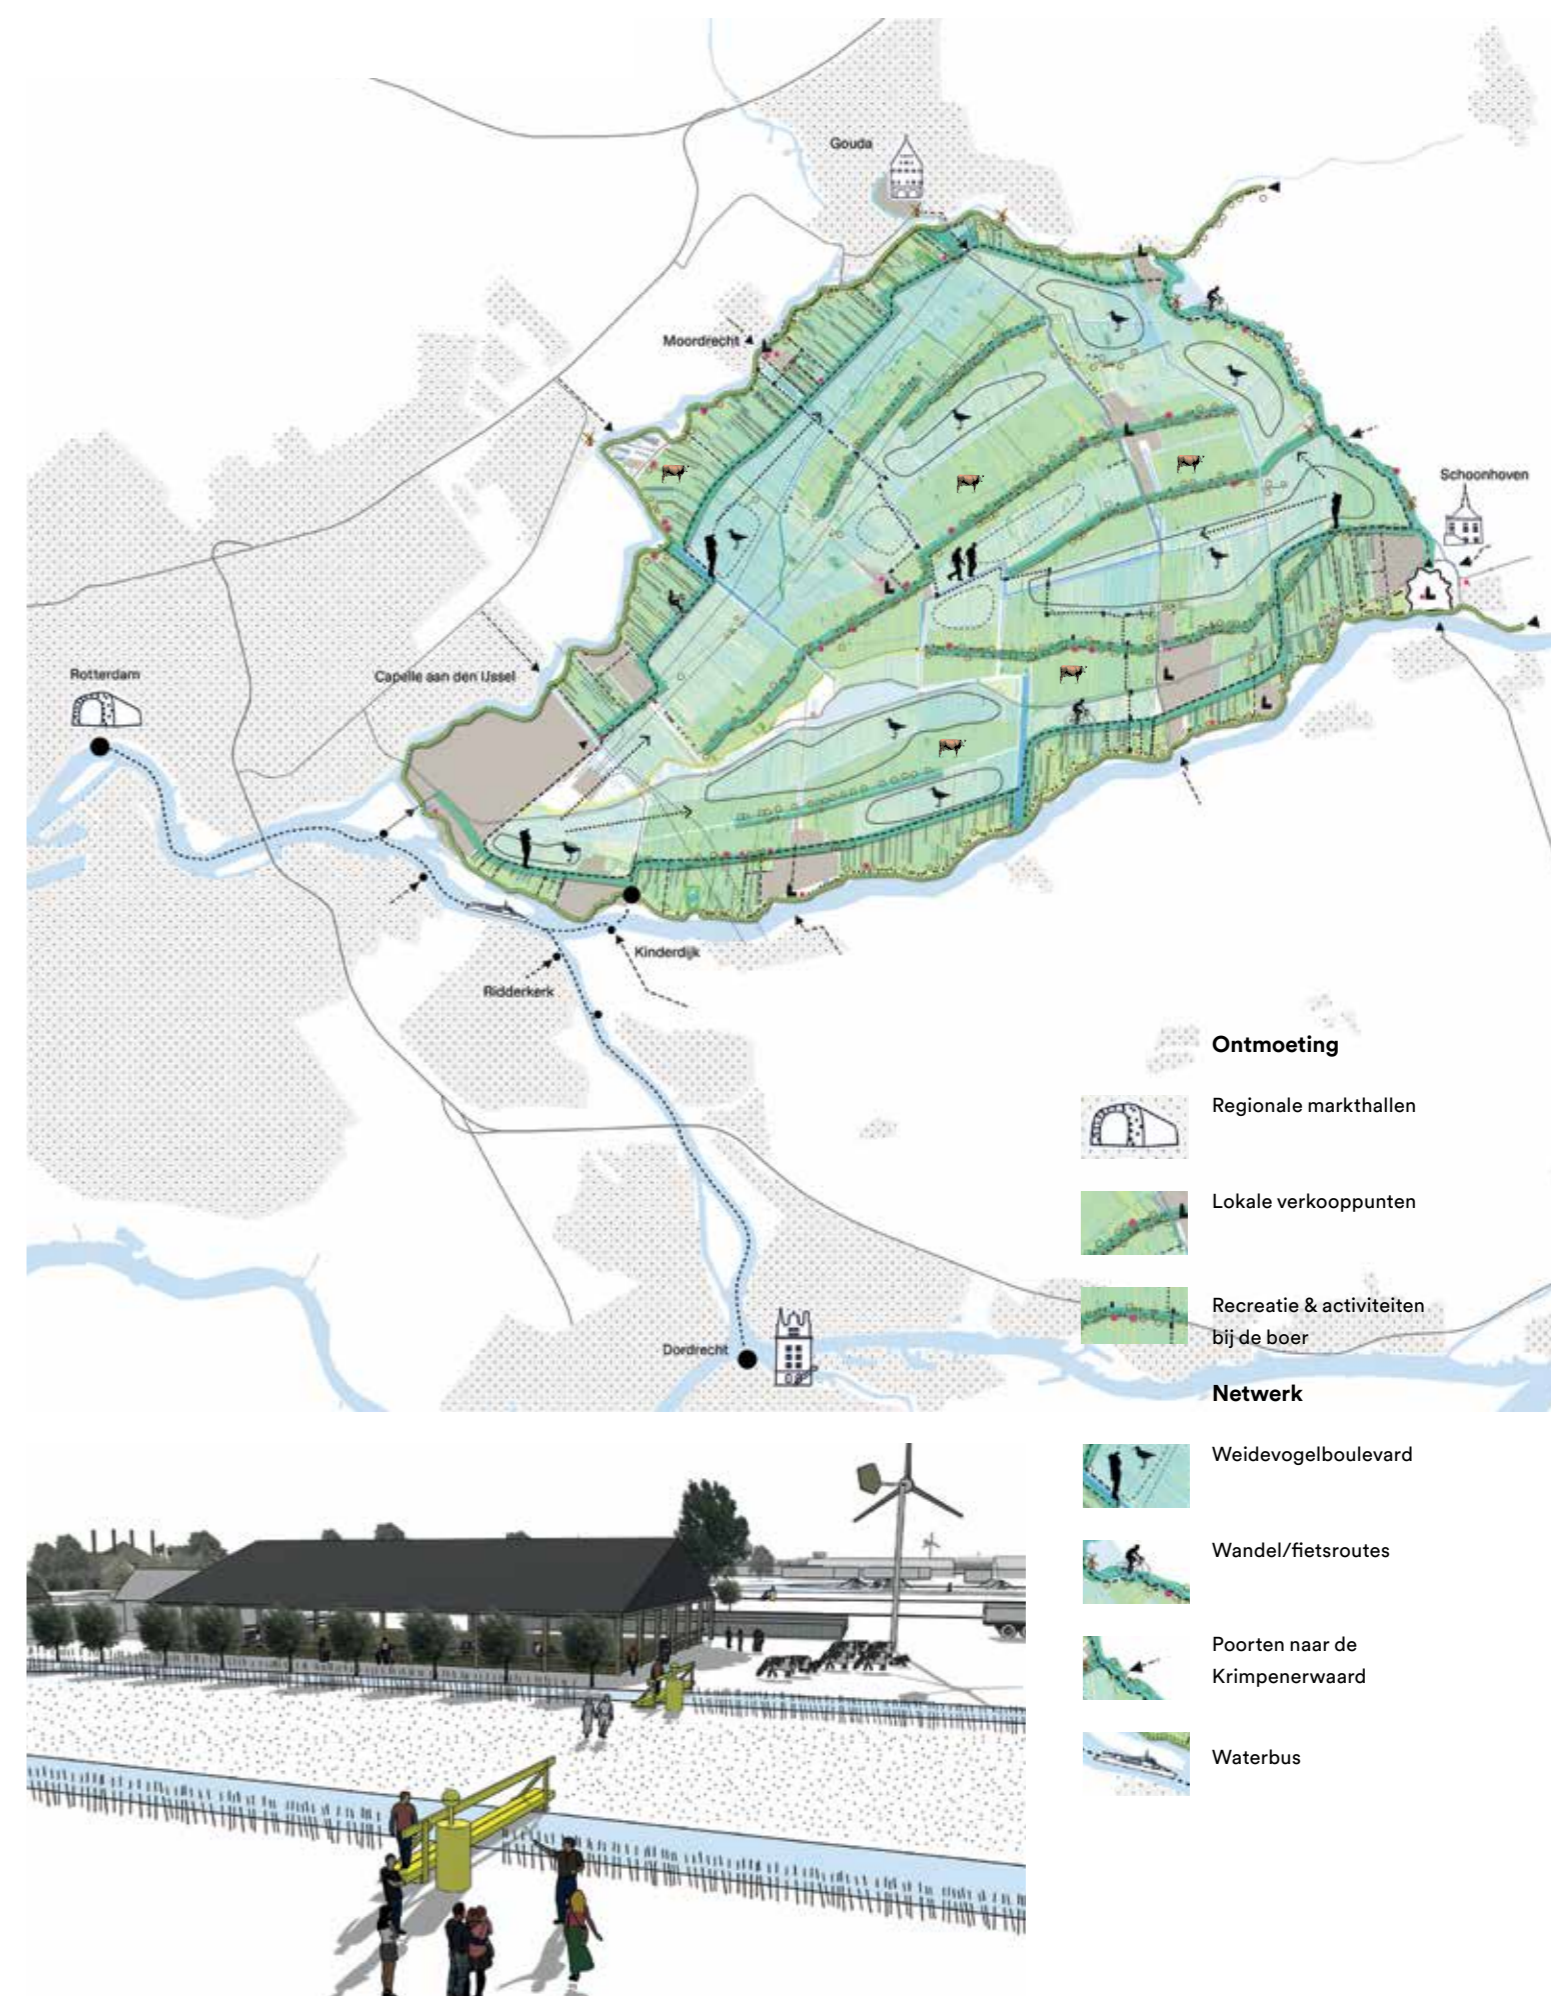 Gouda
Moordrecht
Schoonhoven
Capelle aan den IJssel
Rotterdam
Kinderdijk
Ridderkerk
Dordrecht
Ontmoeting
Regionale markthallen
Lokale verkooppunten
Recreatie & activiteiten
bij de boer
Netwerk
Weidevogelboulevard
Wandel/fietsroutes
Poorten naar de
Krimpenerwaard
Waterbus